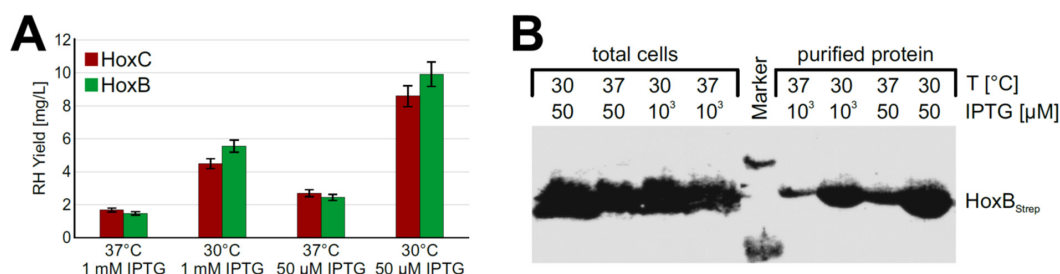 A
RH Yield [mg/L]
12
10
8
6
4
2
0
HoxC
HoxB
37°C
1 mM IPTG
30°C
1 mM IPTG
37°C
50 µM IPTG
30°C
50 µM IPTG
B
total cells
Marker
purified protein
30 37 30 37 37 30 37 30 T [°C]
50 50 10³ 10³ 10³ 10³ 50 50 IPTG [µM]
HoxBStrep